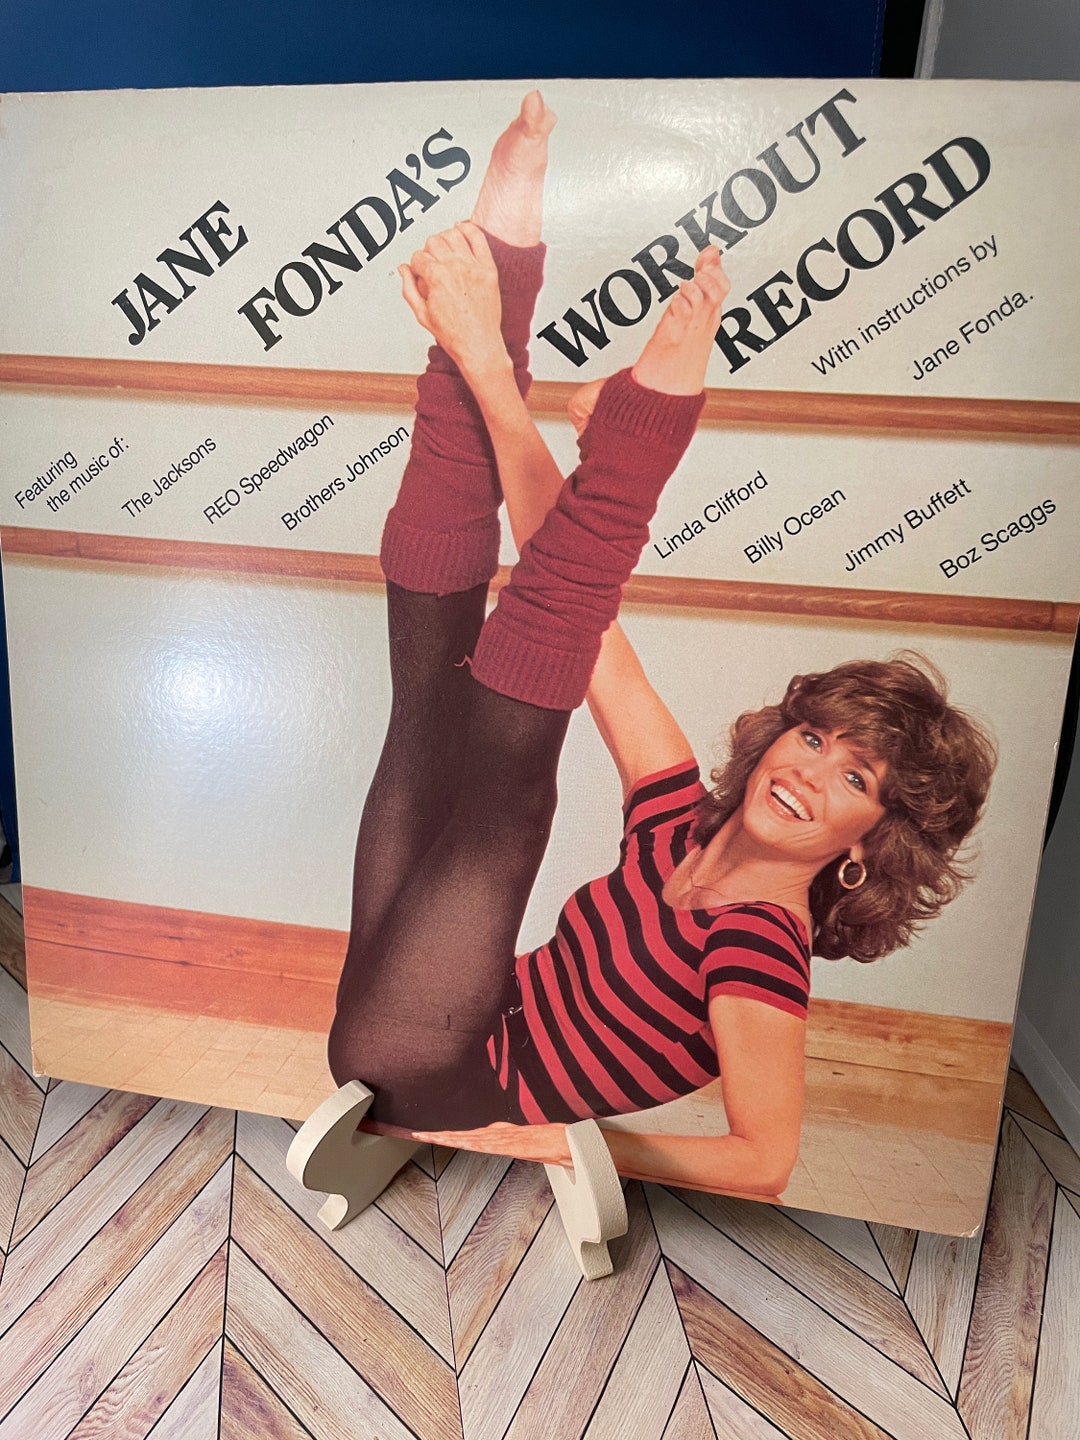 JANE
FONDA'S
WORKOUT
RECORD
With instructions by
Jane Fonda.
Featuring
the music of:
The Jacksons
REO Speedwagon
Brothers Johnson
Linda Clifford
Billy Ocean
Jimmy Buffett
Boz Scaggs